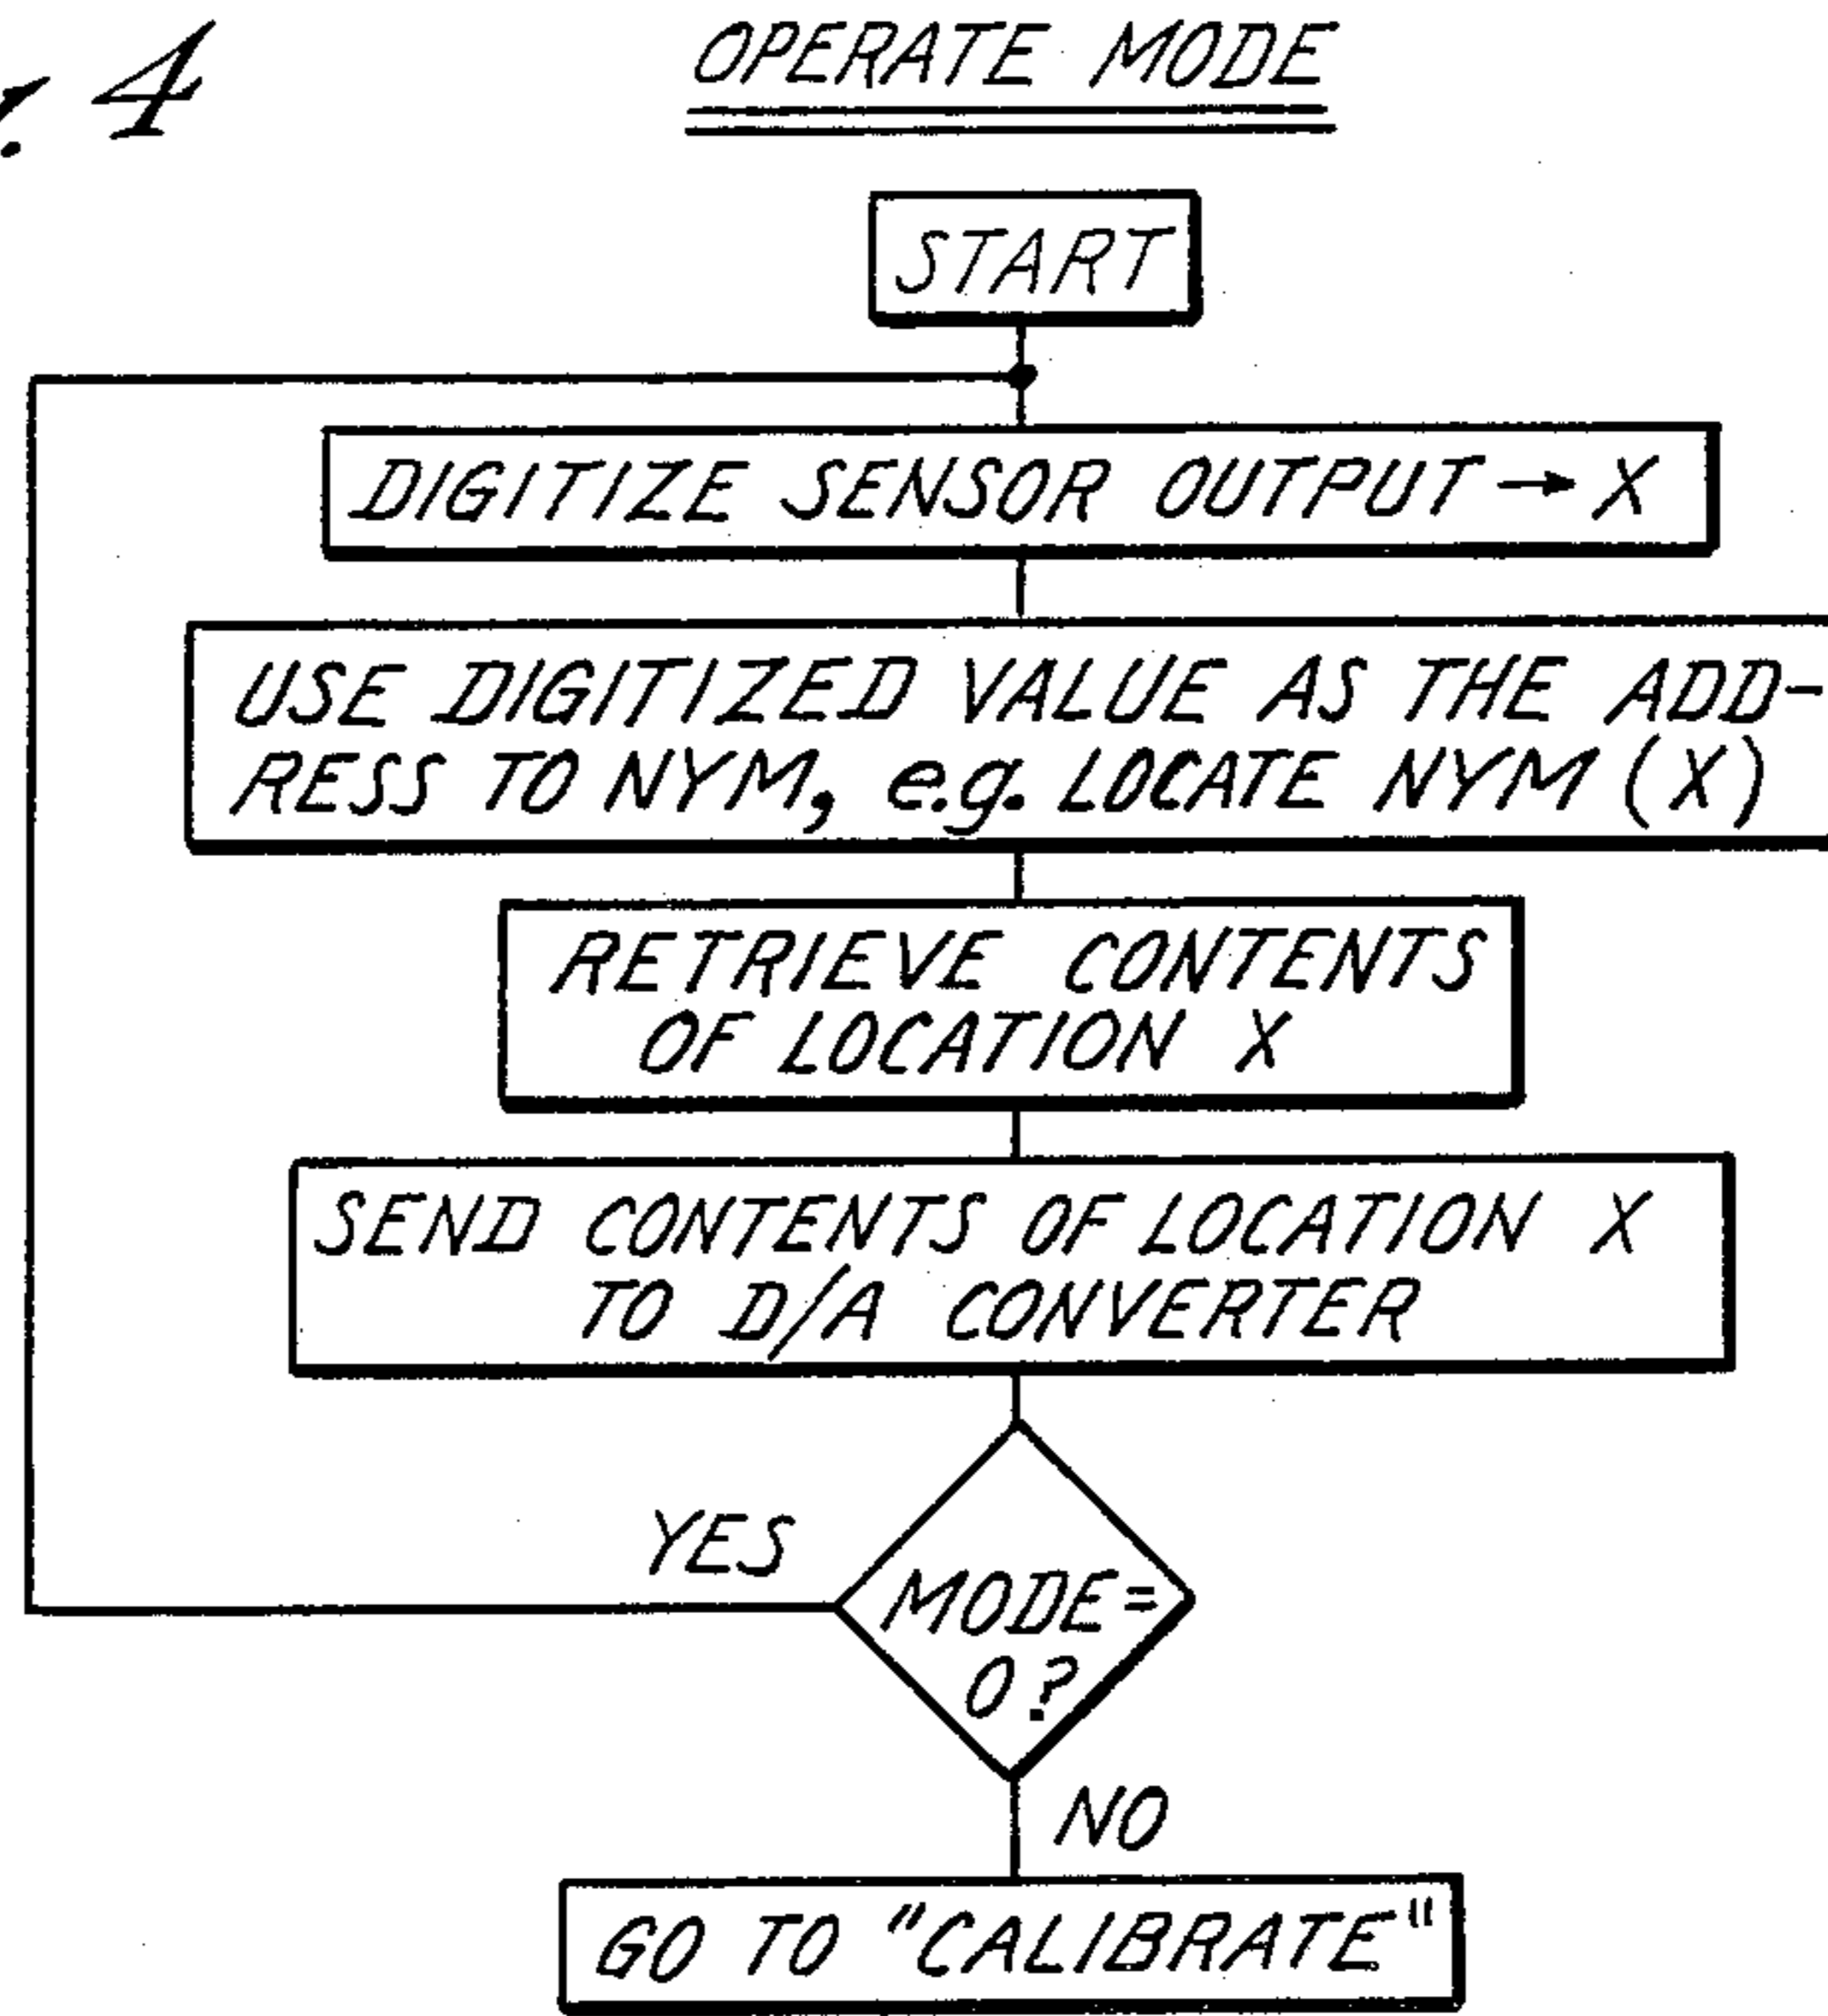 4
OPERATE MODE
START
DIGITIZE SENSOR OUTPUT → X
USE DIGITIZED VALUE AS THE ADD-
RESS TO NYM, e.g. LOCATE NYM (X)
RETRIEVE CONTENTS
OF LOCATION X
SEND CONTENTS OF LOCATION X
TO D/A CONVERTER
YES
MODE=
0?
NO
GO TO "CALIBRATE"